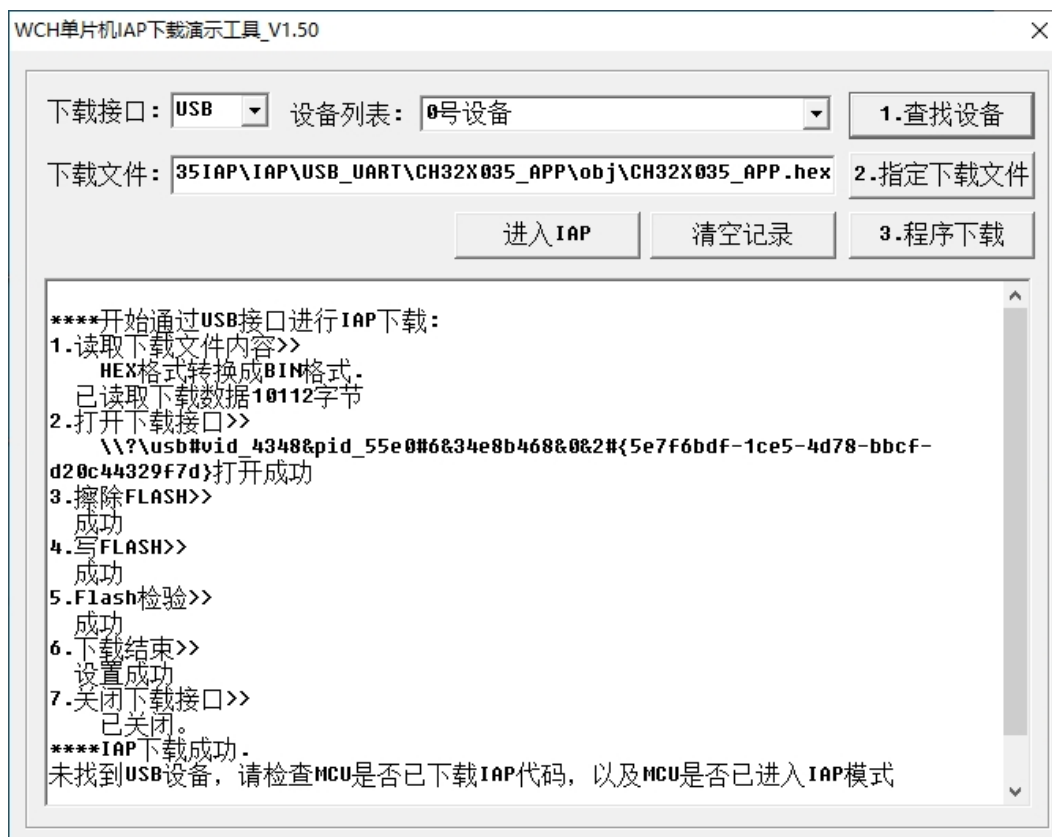 WCH单片机IAP下载演示工具_V1.50
下载接口: USB 设备列表: 0号设备 1.查找设备
下载文件: 35IAP\IAP\USB_UART\CH32X035_APP\obj\CH32X035_APP.hex 2.指定下载文件
进入IAP 清空记录 3.程序下载
****开始通过USB接口进行IAP下载:
1.读取下载文件内容>>
HEX格式转换成BIN格式.
已读取下载数据10112字节
2.打开下载接口>>
\\?\usb#vid_4348&pid_55e0#6&34e8b468&0&2#{5e7f6bdf-1ce5-4d78-bbcf-
d20c44329f7d}打开成功
3.擦除FLASH>>
成功
4.写FLASH>>
成功
5.Flash检验>>
成功
6.下载结束>>
设置成功
7.关闭下载接口>>
已关闭。
****IAP下载成功.
未找到USB设备，请检查MCU是否已下载IAP代码，以及MCU是否已进入IAP模式